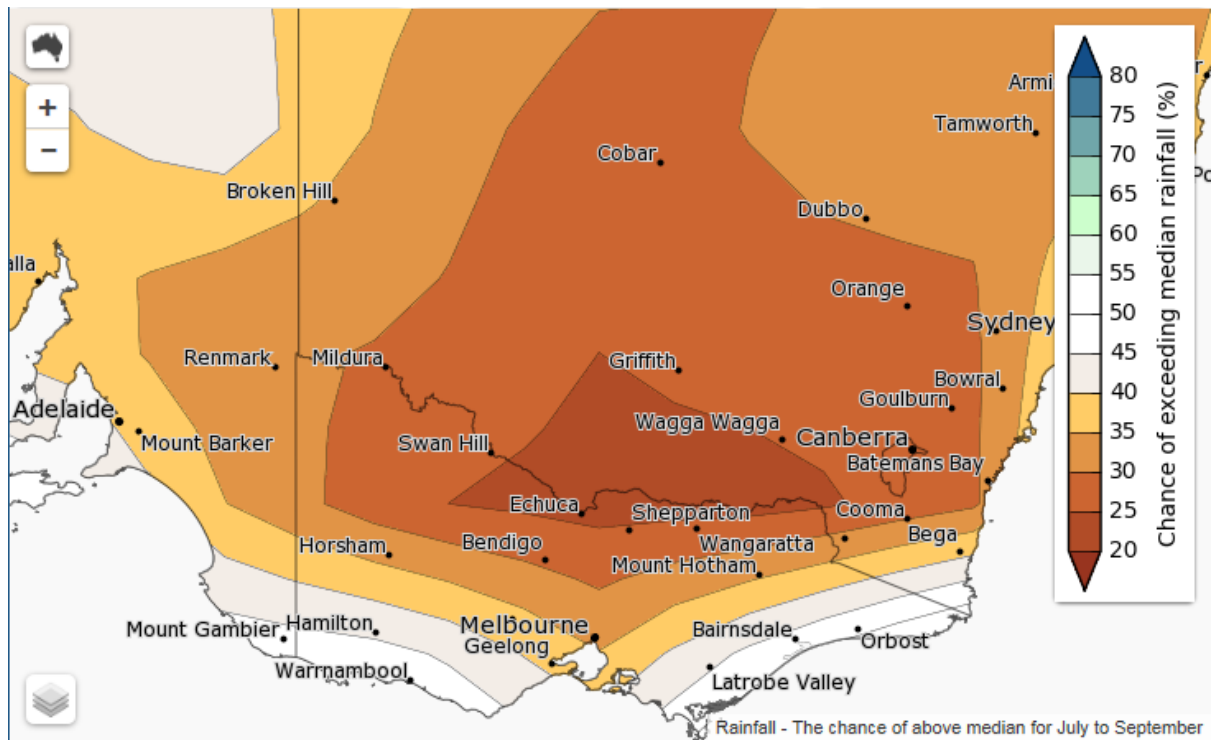 +
−
Cobar
Armi
r
Tamworth
Po
Broken Hill
Dubbo
alla
Orange
Sydney
Renmark
Mildura
Griffith
Bowral
Adelaide
Goulburn
Mount Barker
Swan Hill
Wagga Wagga
Canberra
Batemans Bay
Echuca
Shepparton
Cooma
Horsham
Bendigo
Wangaratta
Bega
Mount Hotham
Mount Gambier
Hamilton
Melbourne
Geelong
Bairnsdale
Orbost
Warrnambool
Latrobe Valley
80
75
70
65
60
55
50
45
40
35
30
25
20
Chance of exceeding median rainfall (%)
Rainfall - The chance of above median for July to September